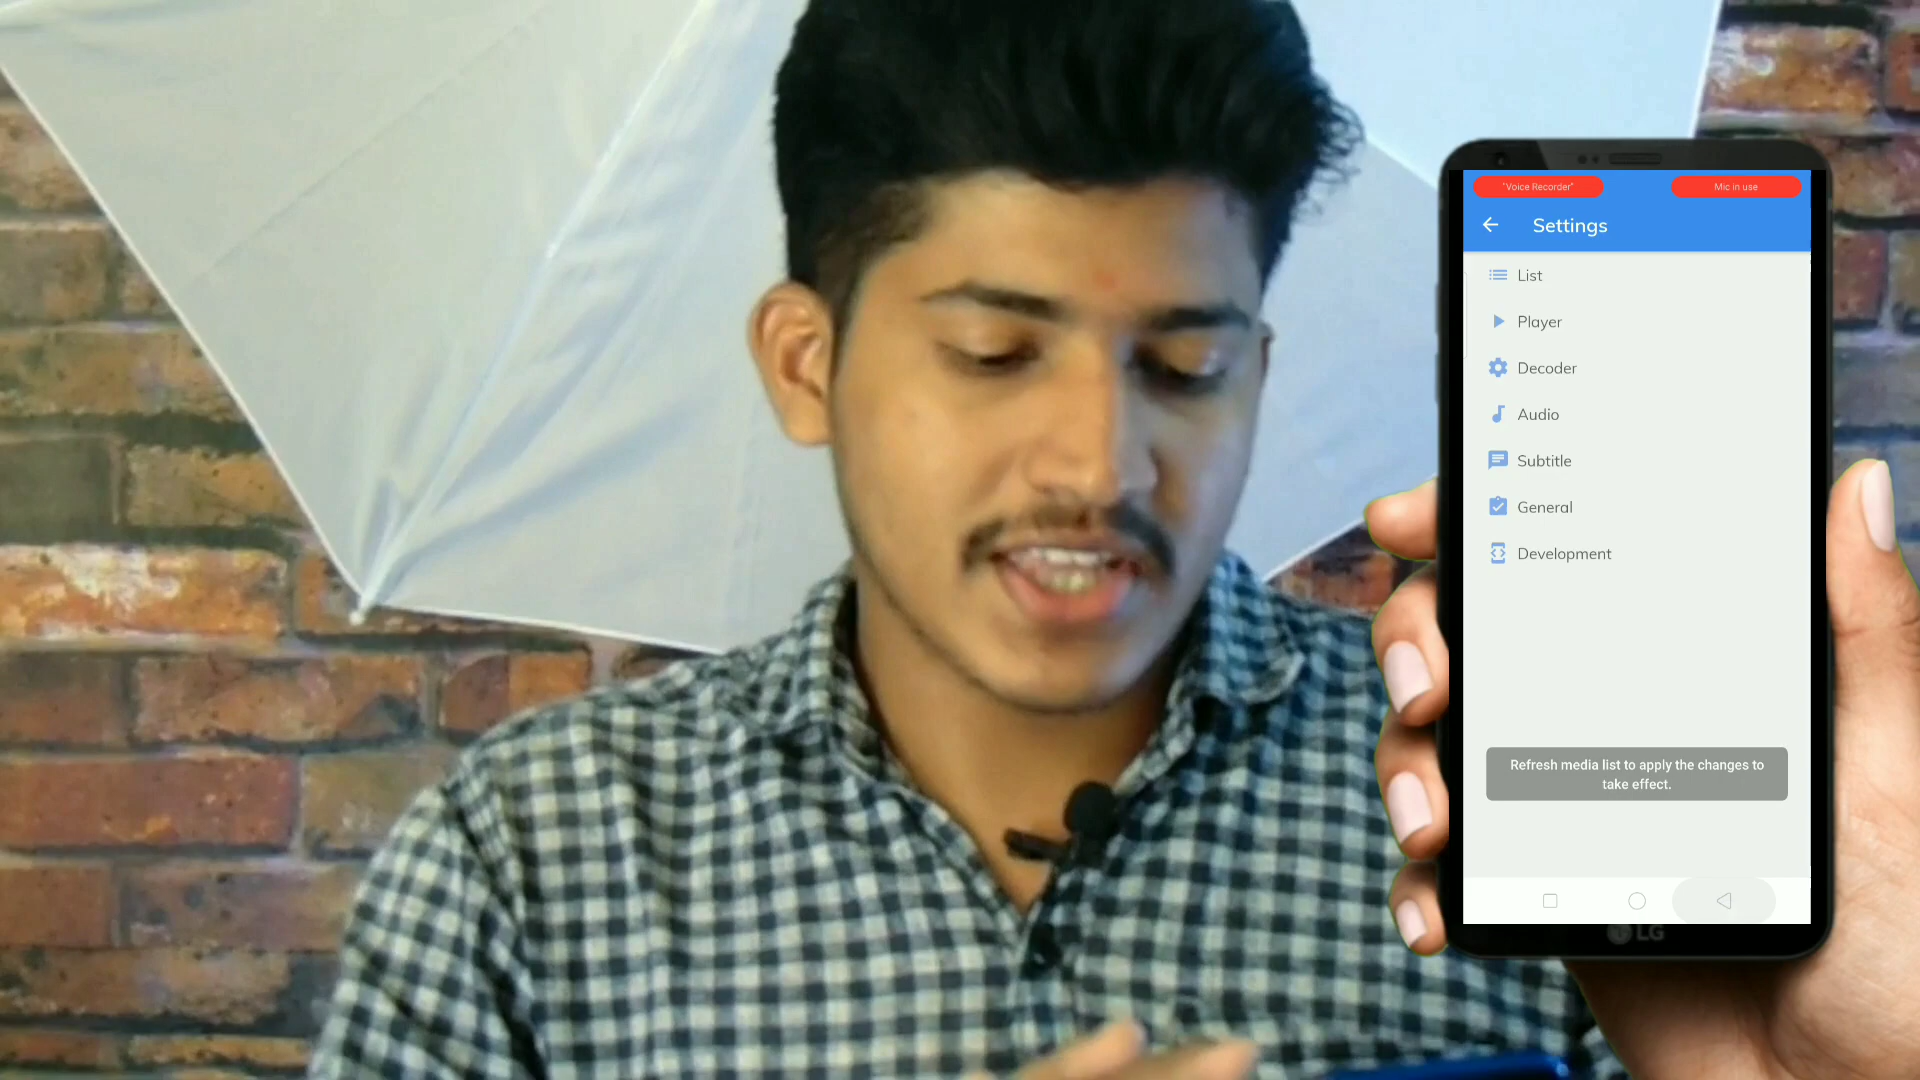 "Voice Recorder"
Mic in use
Settings
List
Player
Decoder
Audio
Subtitle
General
Development
Refresh media list to apply the changes to
take effect.
LG